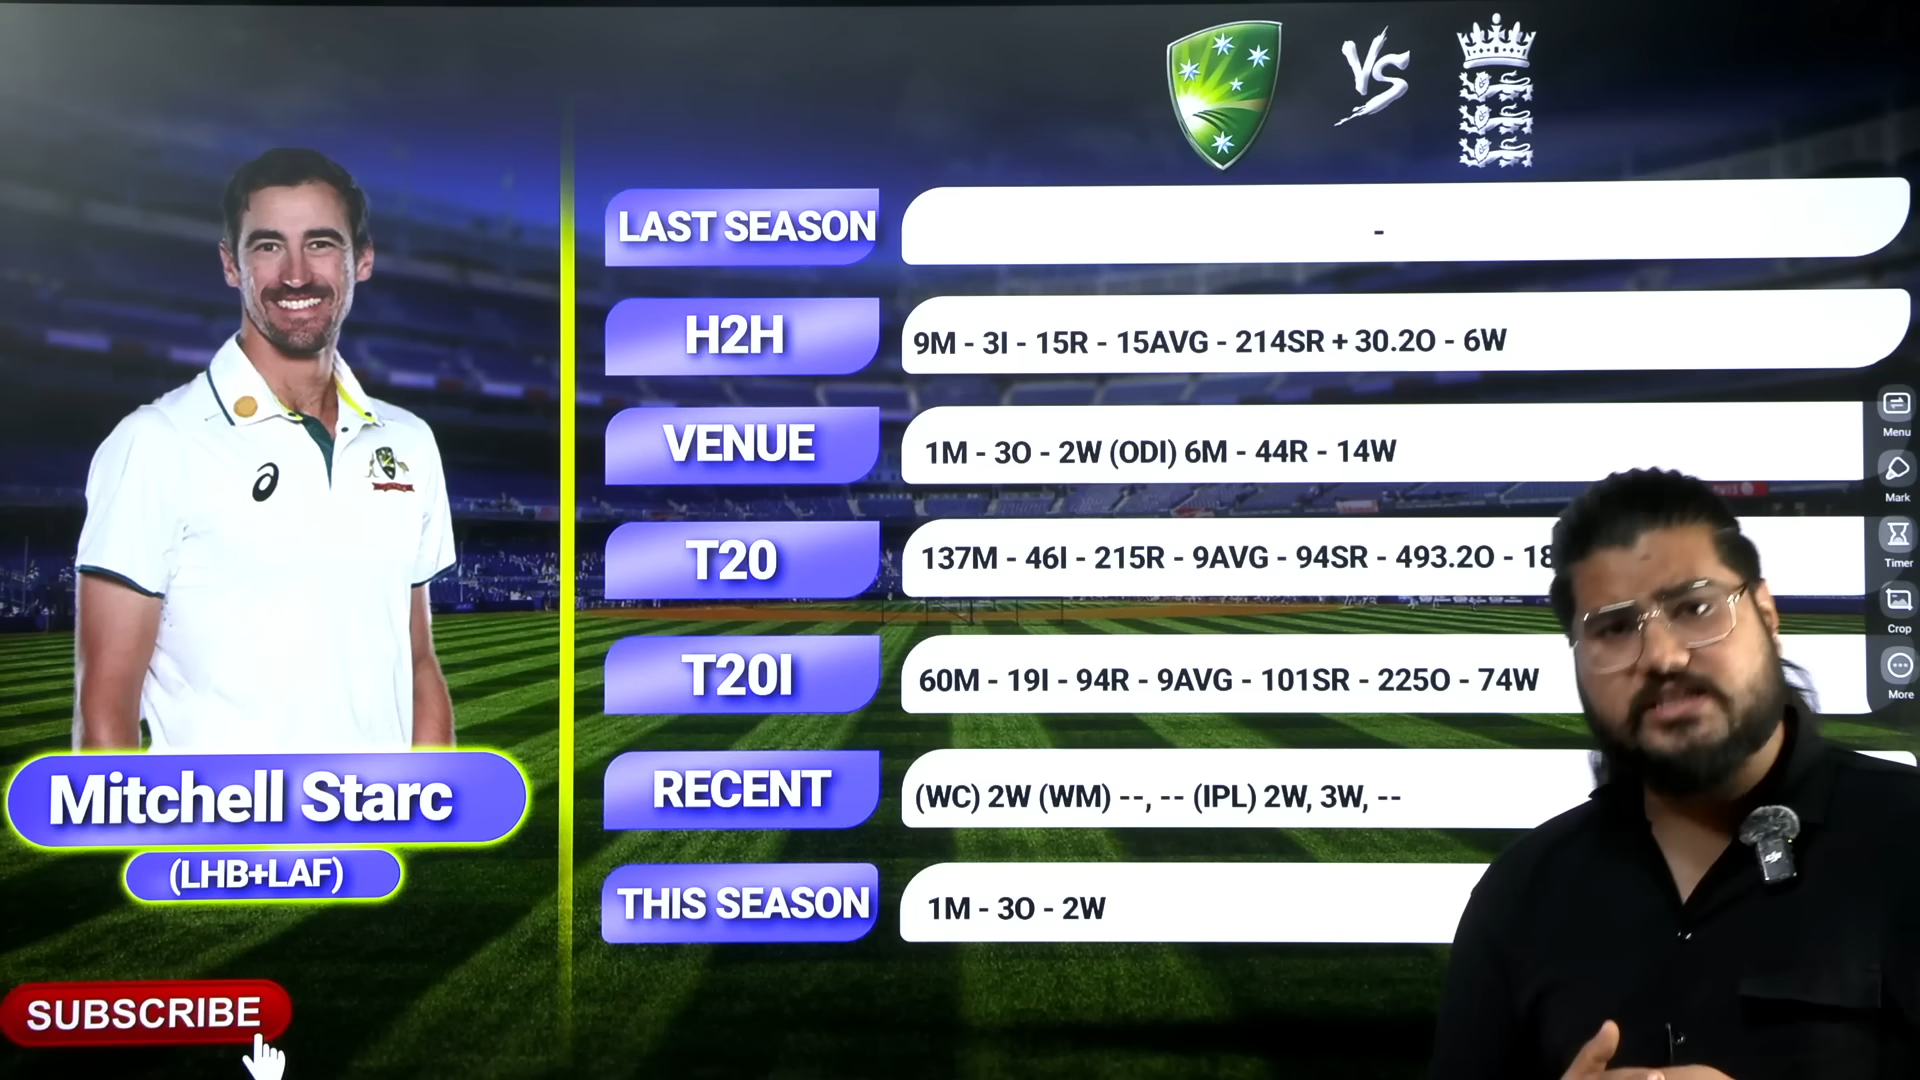 VS
LAST SEASON
-
H2H
9M - 3I - 15R - 15AVG - 214SR + 30.2O - 6W
VENUE
1M - 3O - 2W (ODI) 6M - 44R - 14W
T20
137M - 46I - 215R - 9AVG - 94SR - 493.2O - 18
T20I
60M - 19I - 94R - 9AVG - 101SR - 225O - 74W
RECENT
(WC) 2W (WM) --, -- (IPL) 2W, 3W, --
THIS SEASON
1M - 3O - 2W
Mitchell Starc
(LHB+LAF)
SUBSCRIBE
Menu
Mark
Timer
Crop
More
dji